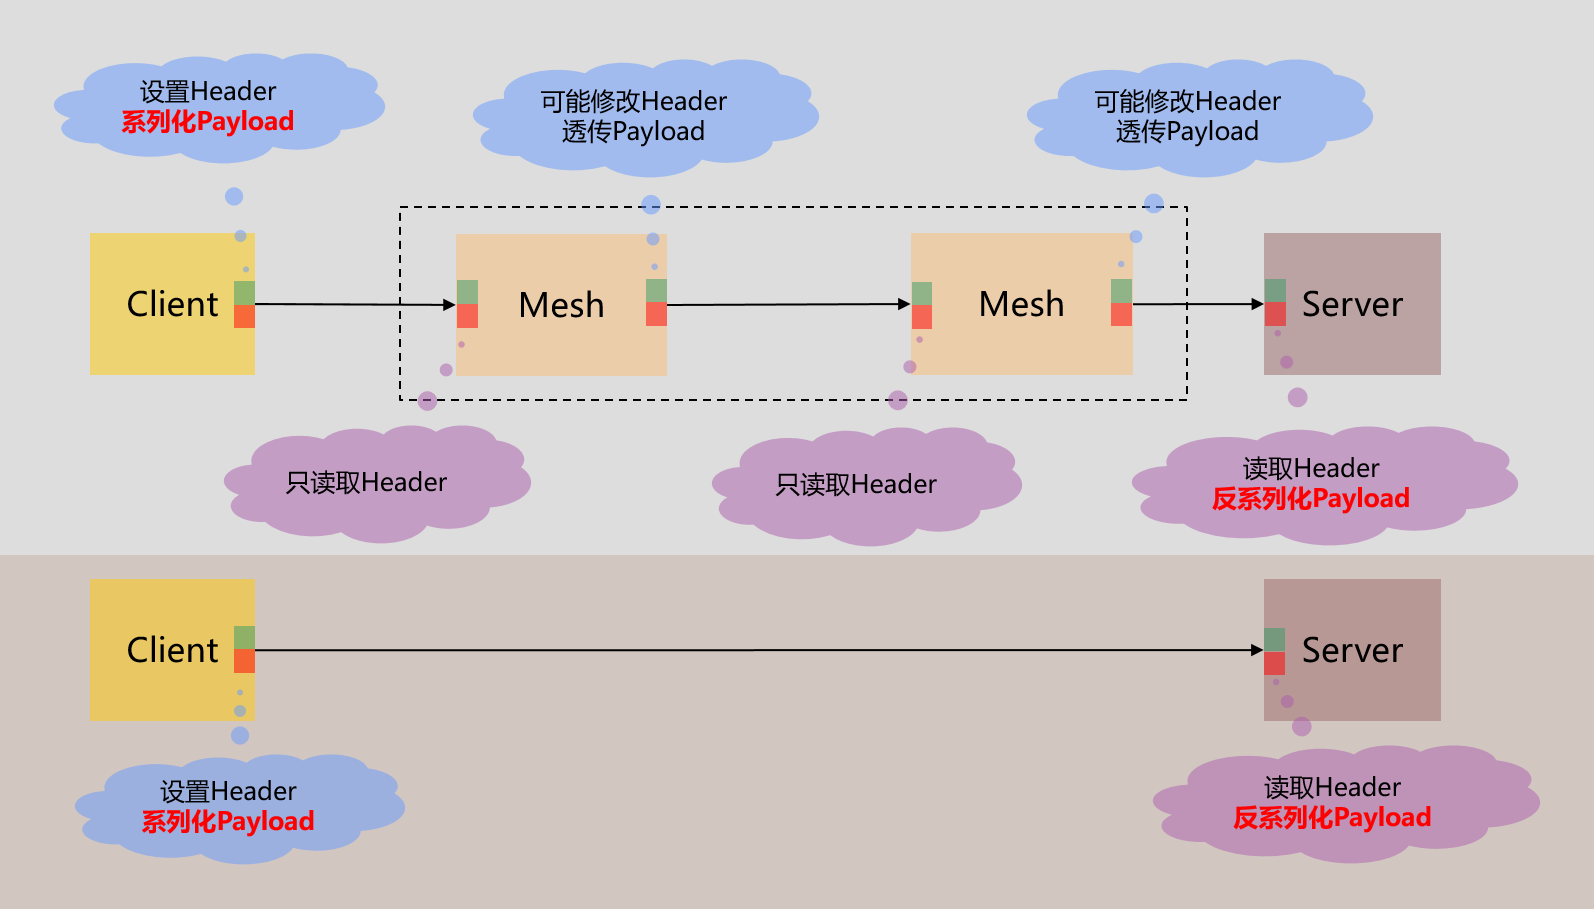 设置Header
系列化Payload
可能修改Header
透传Payload
可能修改Header
透传Payload
Client
Mesh
Mesh
Server
只读取Header
只读取Header
读取Header
反系列化Payload
Client
Server
设置Header
系列化Payload
读取Header
反系列化Payload